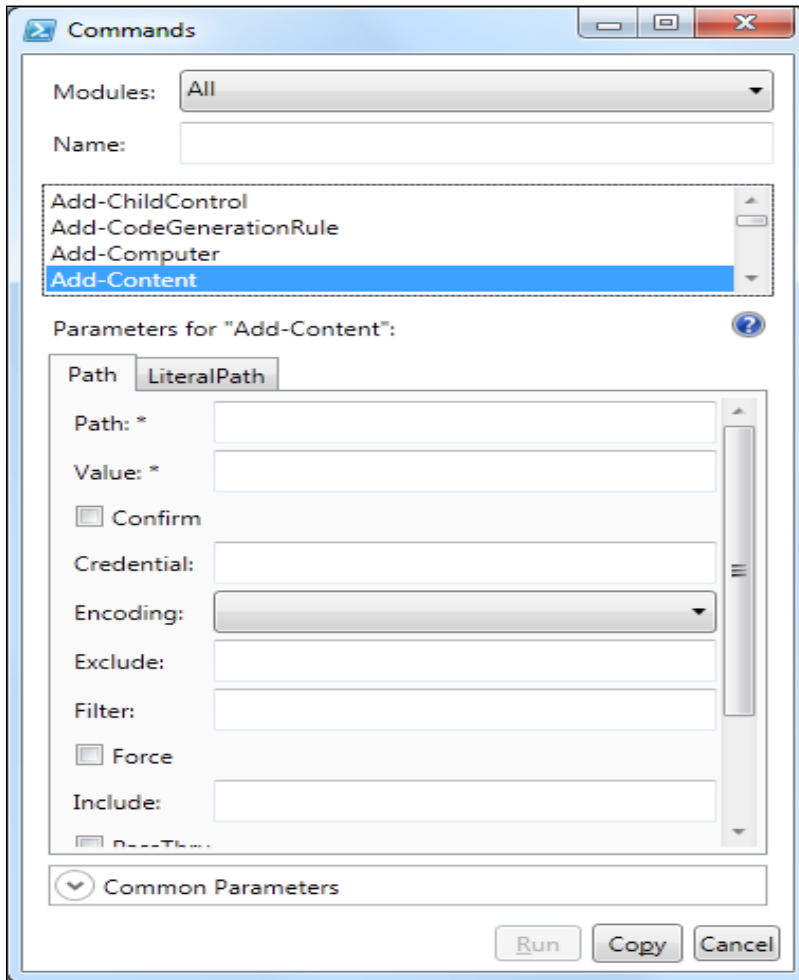 Commands
Modules: All
Name:
Add-ChildControl
Add-CodeGenerationRule
Add-Computer
Add-Content
Parameters for "Add-Content":
Path LiteralPath
Path: *
Value: *
Confirm
Credential:
Encoding:
Exclude:
Filter:
Force
Include:
PassThru
Common Parameters
Run Copy Cancel